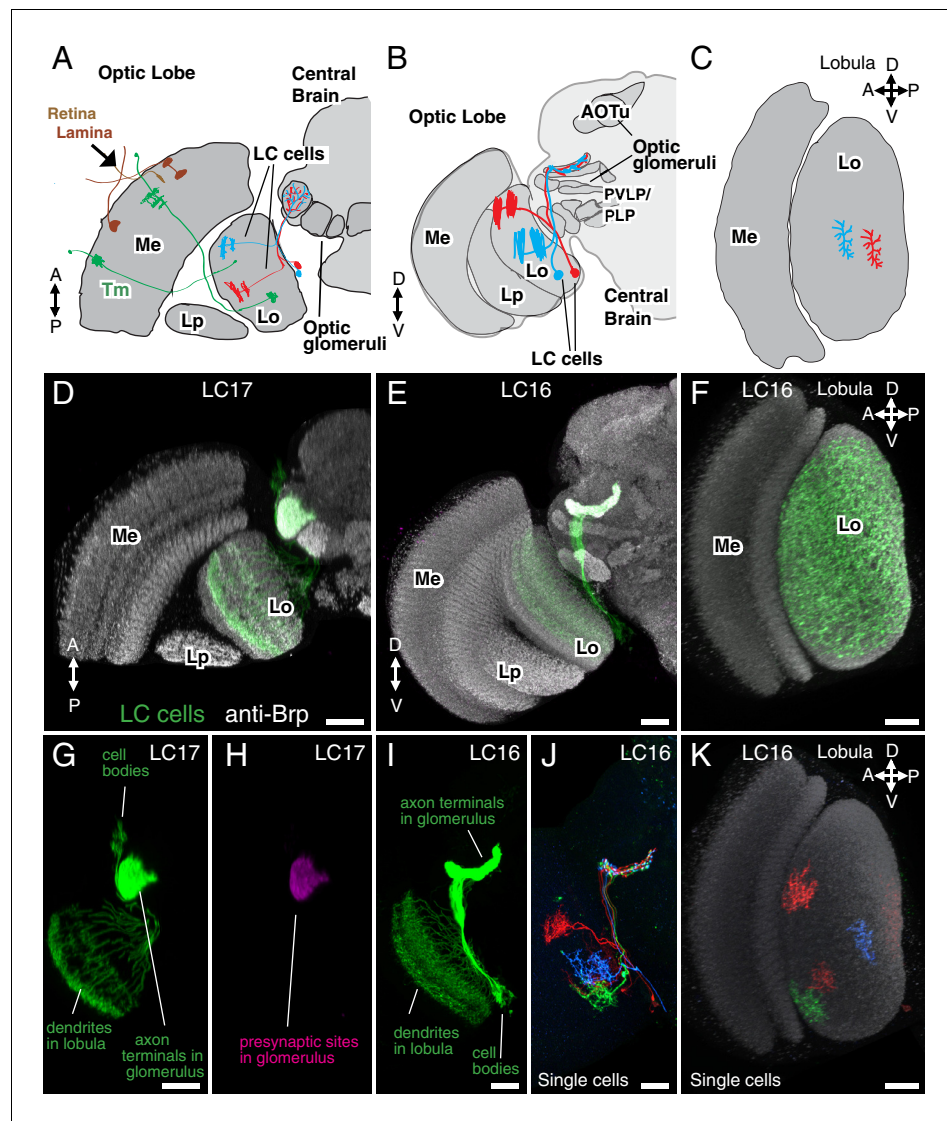 A
Optic Lobe
Central
Brain
Retina
Lamina
LC cells
Me
Tm
A
P
Lp
Lo
Optic
glomeruli
B
Optic Lobe
AOTu
Optic
glomeruli
PVLP/
PLP
Me
Lo
Lp
D
V
Central
Brain
LC cells
C
Lobula
D
A
P
V
Lo
Me
D
LC17
Me
Lo
Lp
A
P
LC cells
anti-Brp
E
LC16
Me
Lo
Lp
D
V
F
LC16
Lobula
D
A
P
V
Lo
Me
G
LC17
cell
bodies
dendrites
in lobula
axon
terminals in
glomerulus
H
LC17
presynaptic sites
in glomerulus
I
LC16
axon terminals
in glomerulus
dendrites
in lobula
cell
bodies
J
LC16
Single cells
K
LC16
Lobula
D
A
P
V
Single cells